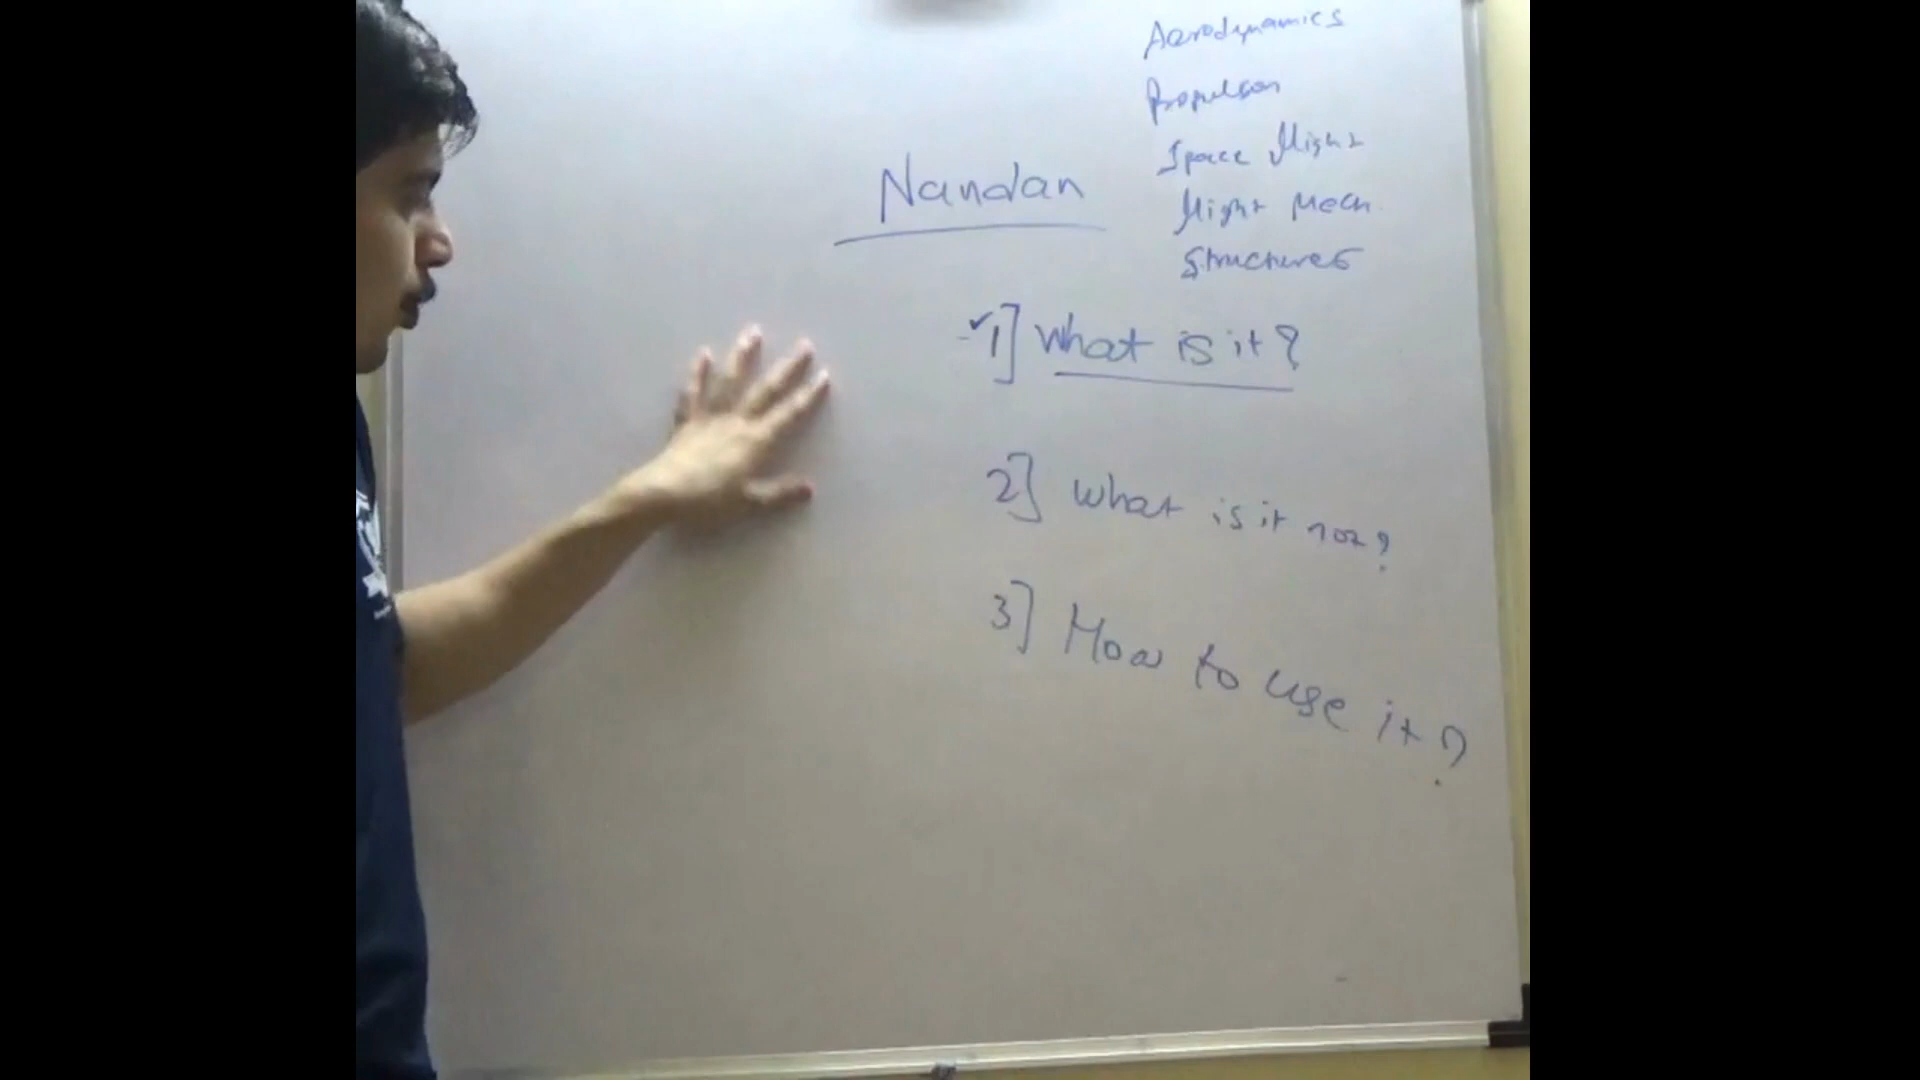 Aerodynamics
Propulson
Space flight
Nandan
flight Mech.
Structures
1] What is it?
2] What is it not?
3] How to use it?